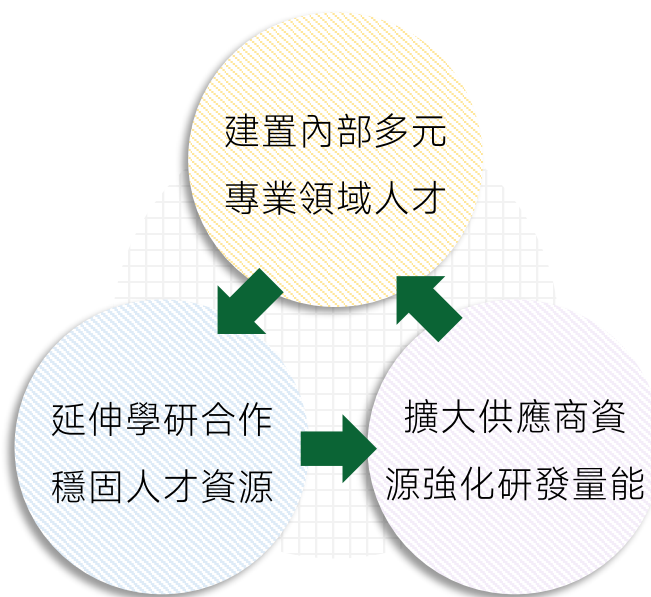 建置內部多元
專業領域人才
延伸學研合作
穩固人才資源
擴大供應商資
源強化研發量能